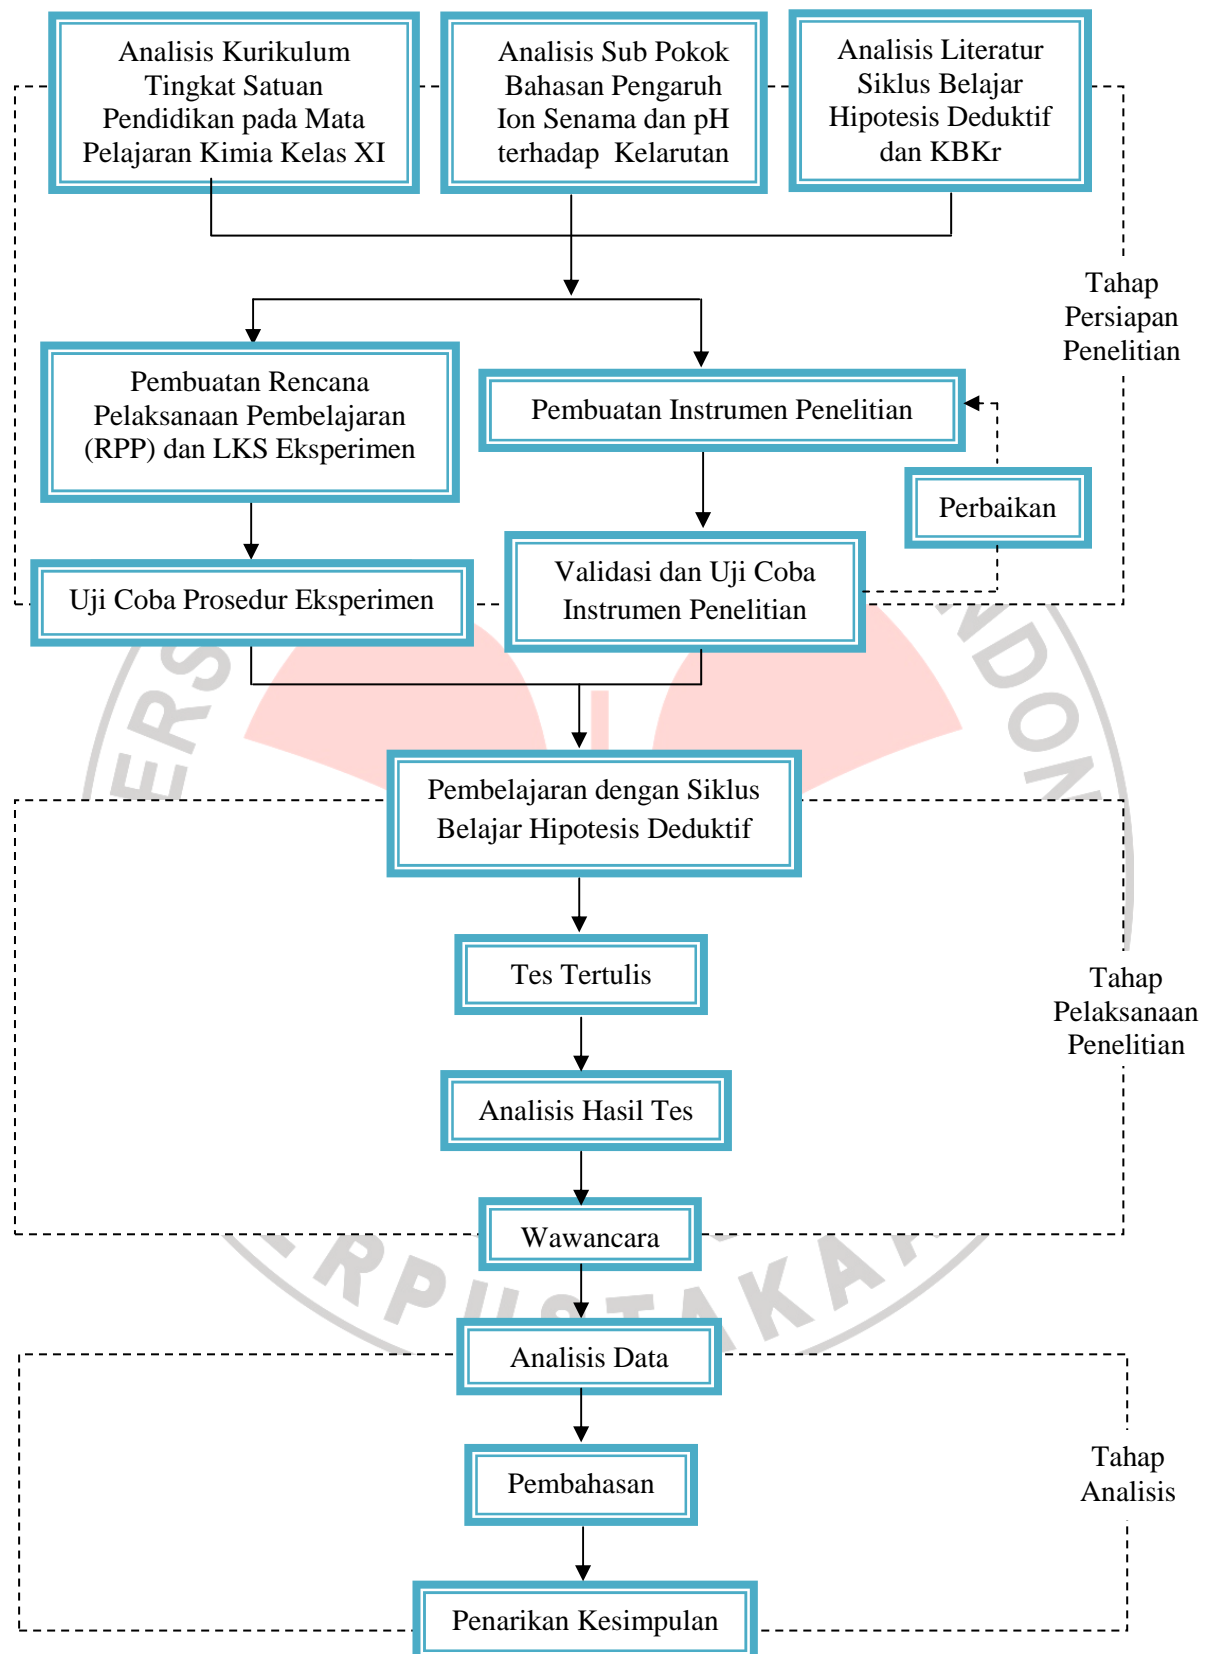 Analisis Kurikulum
Tingkat Satuan
Pendidikan pada Mata
Pelajaran Kimia Kelas XI
Analisis Sub Pokok
Bahasan Pengaruh
Ion Senama dan pH
terhadap Kelarutan
Analisis Literatur
Siklus Belajar
Hipotesis Deduktif
dan KBKr
Tahap
Persiapan
Penelitian
Pembuatan Rencana
Pelaksanaan Pembelajaran
(RPP) dan LKS Eksperimen
Pembuatan Instrumen Penelitian
Perbaikan
Uji Coba Prosedur Eksperimen
Validasi dan Uji Coba
Instrumen Penelitian
Pembelajaran dengan Siklus
Belajar Hipotesis Deduktif
Tes Tertulis
Tahap
Pelaksanaan
Penelitian
Analisis Hasil Tes
Wawancara
Analisis Data
Pembahasan
Tahap
Analisis
Penarikan Kesimpulan